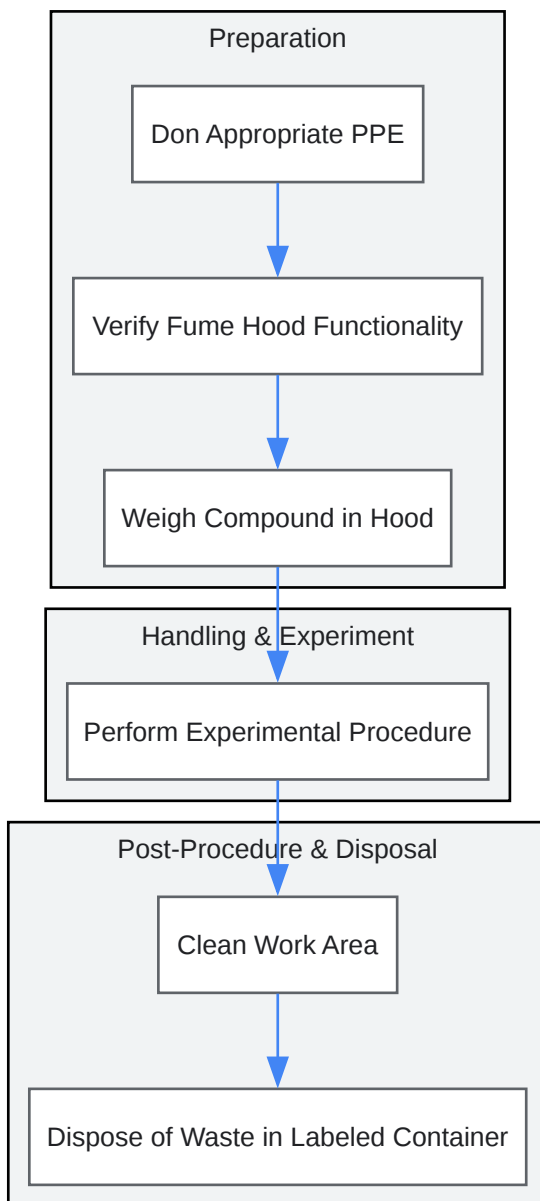 Preparation
Don Appropriate PPE
Verify Fume Hood Functionality
Weigh Compound in Hood
Handling & Experiment
Perform Experimental Procedure
Post-Procedure & Disposal
Clean Work Area
Dispose of Waste in Labeled Container